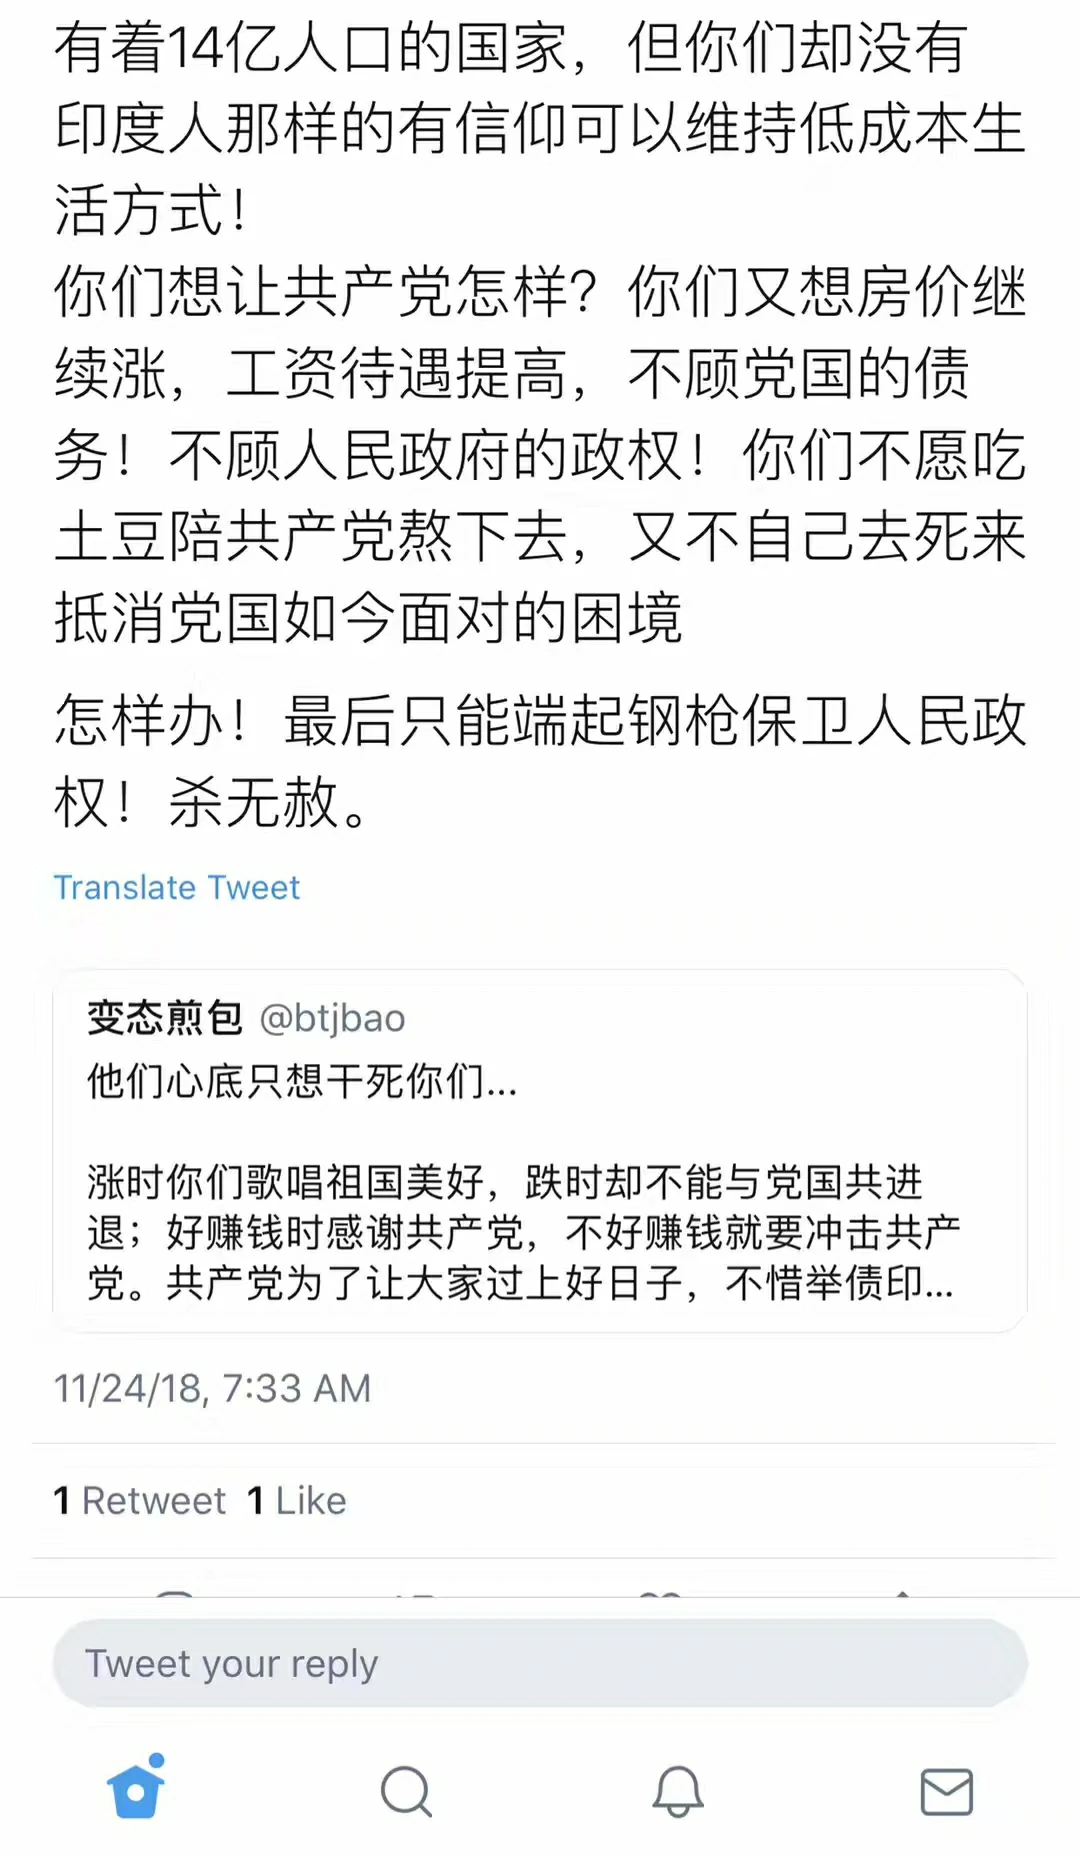 有着14亿人口的国家，但你们却没有
印度人那样的有信仰可以维持低成本生
活方式！
你们想让共产党怎样？你们又想房价继
续涨，工资待遇提高，不顾党国的债
务！不顾人民政府的政权！你们不愿吃
土豆陪共产党熬下去，又不自己去死来
抵消党国如今面对的困境
怎样办！最后只能端起钢枪保卫人民政
权！杀无赦。
Translate Tweet
变态煎包 @btjbao
他们心底只想干死你们...
涨时你们歌唱祖国美好，跌时却不能与党国共进
退；好赚钱时感谢共产党，不好赚钱就要冲击共产
党。共产党为了让大家过上好日子，不惜举债印...
11/24/18, 7:33 AM
1 Retweet 1 Like
Tweet your reply